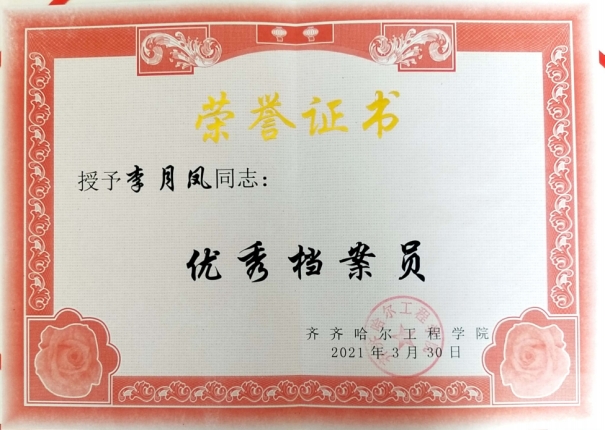 荣誉证书
授予李月凤同志：
优秀档案员
齐齐哈尔工程学院
2021年3月30日